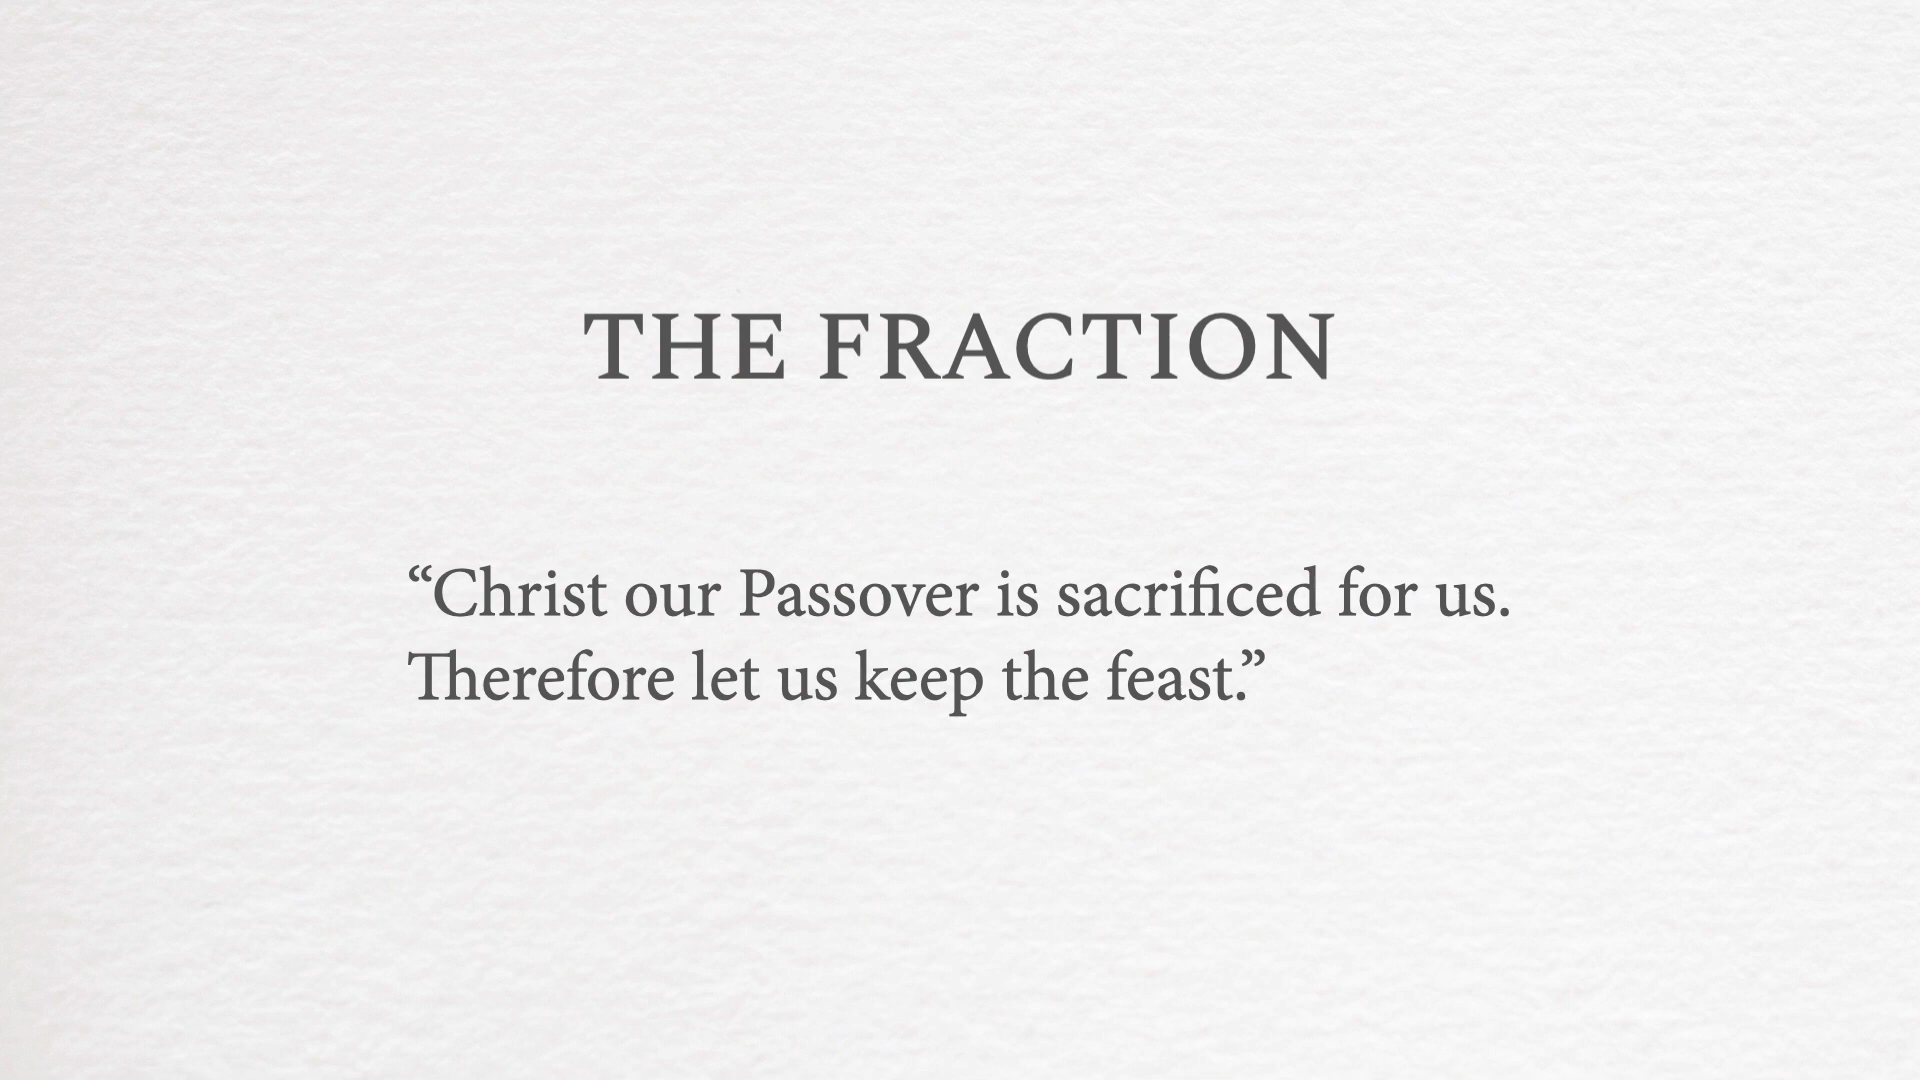 THE FRACTION
“Christ our Passover is sacrificed for us.
Therefore let us keep the feast.”